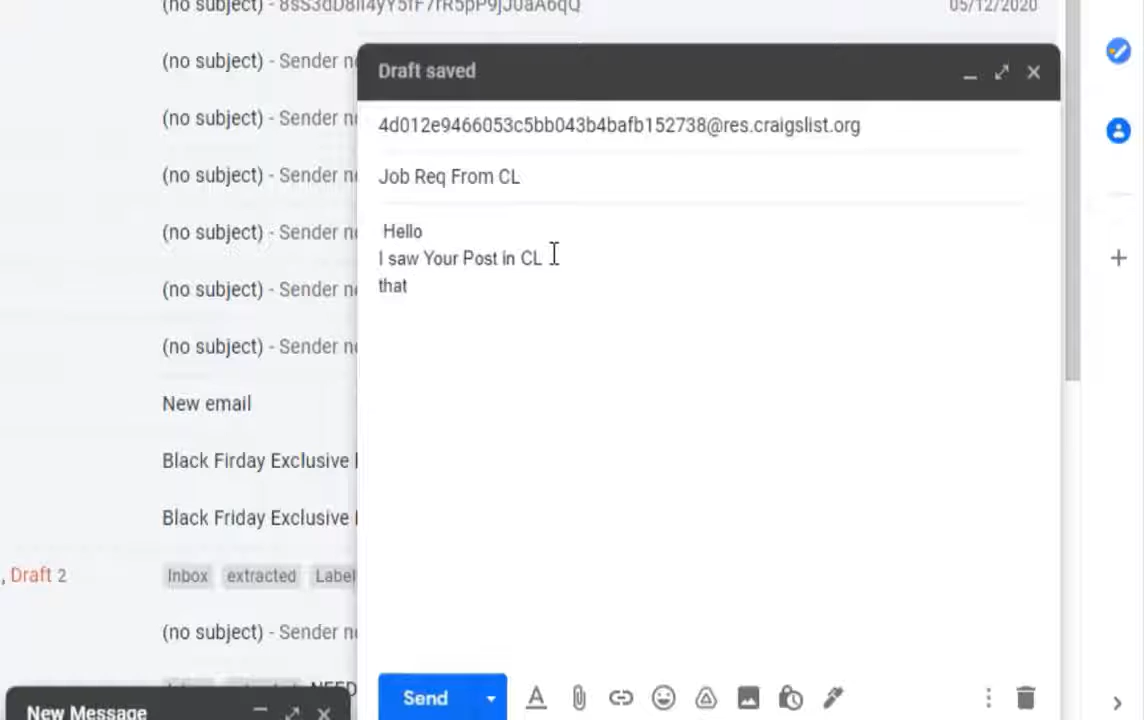 (no subject) -
05/12/2020
(no subject) - Sender
Draft saved
(no subject) - Sender
4d012e9466053c5bb043b4bafb152738@res.craigslist.org
(no subject) - Sender
Job Req From CL
(no subject) - Sender
Hello
I saw Your Post in CL
that
(no subject) - Sender
(no subject) - Sender
New email
Black Firday Exclusive
Black Friday Exclusive
, Draft 2
Inbox extracted Label
(no subject) - Sender
Send
New Message